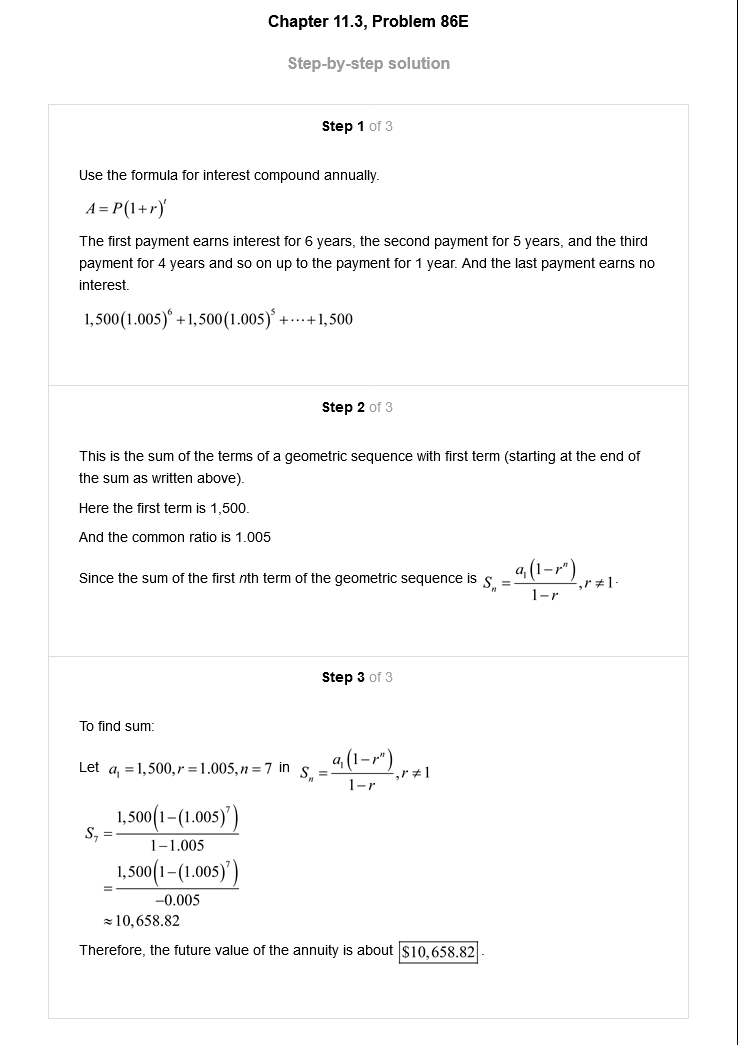 Chapter 11.3, Problem 86E
Step-by-step solution
Step 1 of 3
Use the formula for interest compound annually.
A = P(1+r)^t
The first payment earns interest for 6 years, the second payment for 5 years, and the third
payment for 4 years and so on up to the payment for 1 year. And the last payment earns no
interest.
1,500(1.005)^6 +1,500(1.005)^5 +⋯+1,500
Step 2 of 3
This is the sum of the terms of a geometric sequence with first term (starting at the end of
the sum as written above).
Here the first term is 1,500.
And the common ratio is 1.005
Since the sum of the first nth term of the geometric sequence is S_n = a_1(1−r^n)/(1−r), r ≠ 1.
Step 3 of 3
To find sum:
Let a_1 = 1,500, r = 1.005, n = 7 in S_n = a_1(1−r^n)/(1−r), r ≠ 1
S_7 = 1,500(1−(1.005)^7)/(1−1.005)
= 1,500(1−(1.005)^7)/(−0.005)
≈ 10,658.82
Therefore, the future value of the annuity is about $10,658.82.